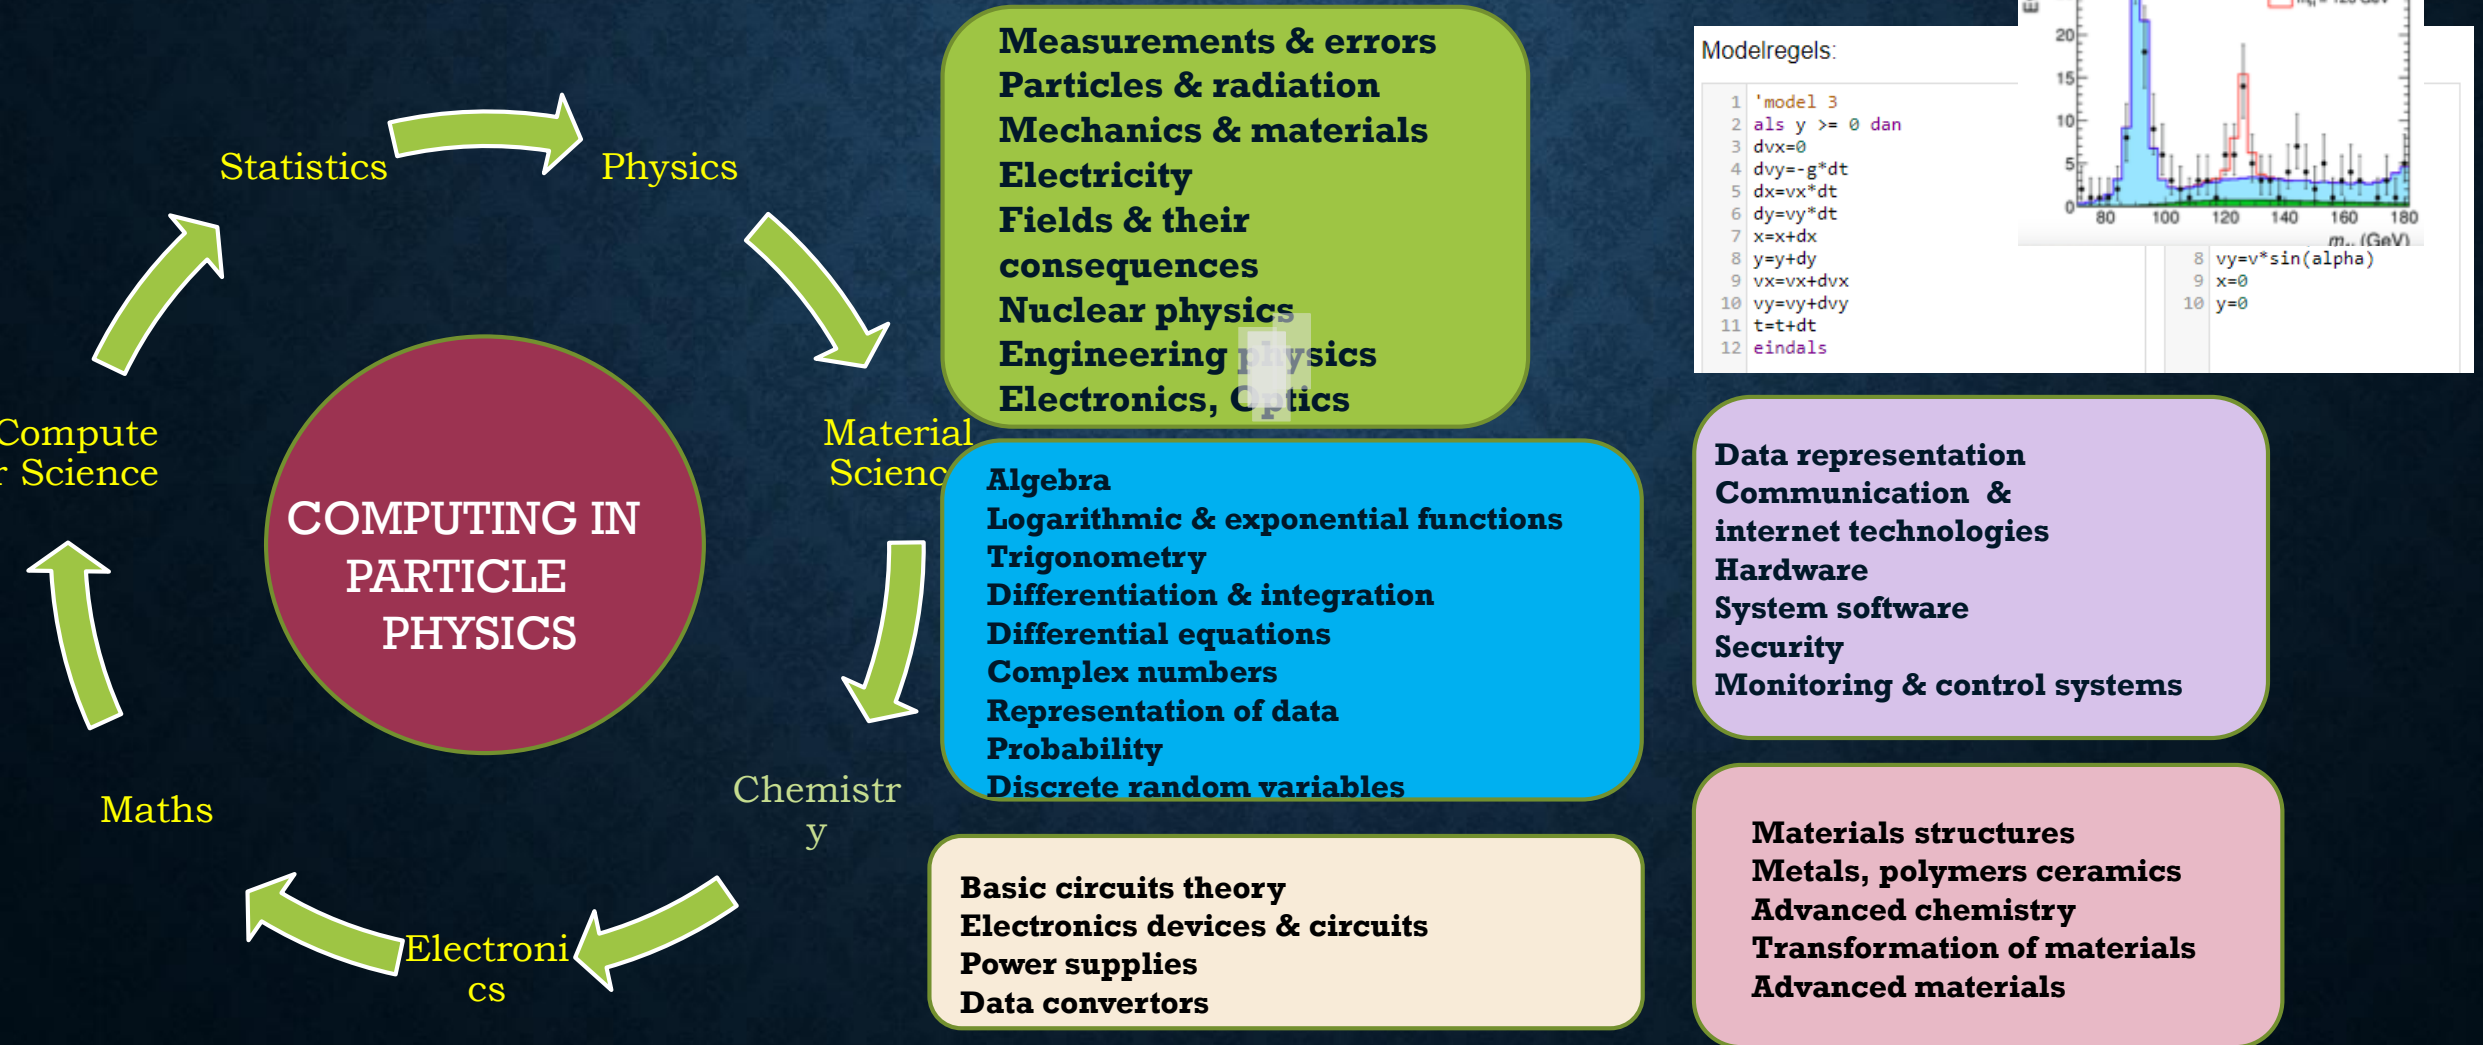 Statistics
Physics
Material
Scienc
Chemistr
y
Electroni
cs
Maths
Compute
r Science
COMPUTING IN
PARTICLE
PHYSICS
Measurements & errors
Particles & radiation
Mechanics & materials
Electricity
Fields & their
consequences
Nuclear physics
Engineering physics
Electronics, Optics
Algebra
Logarithmic & exponential functions
Trigonometry
Differentiation & integration
Differential equations
Complex numbers
Representation of data
Probability
Discrete random variables
Basic circuits theory
Electronics devices & circuits
Power supplies
Data convertors
Modelregels:
1 'model 3
2 als y >= 0 dan
3 dvx=0
4 dvy=-g*dt
5 dx=vx*dt
6 dy=vy*dt
7 x=x+dx
8 y=y+dy
9 vx=vx+dvx
10 vy=vy+dvy
11 t=t+dt
12 eindals
20
15
10
5
0
80 100 120 140 160 180
(GeV)
8 vy=v*sin(alpha)
9 x=0
10 y=0
Data representation
Communication &
internet technologies
Hardware
System software
Security
Monitoring & control systems
Materials structures
Metals, polymers ceramics
Advanced chemistry
Transformation of materials
Advanced materials